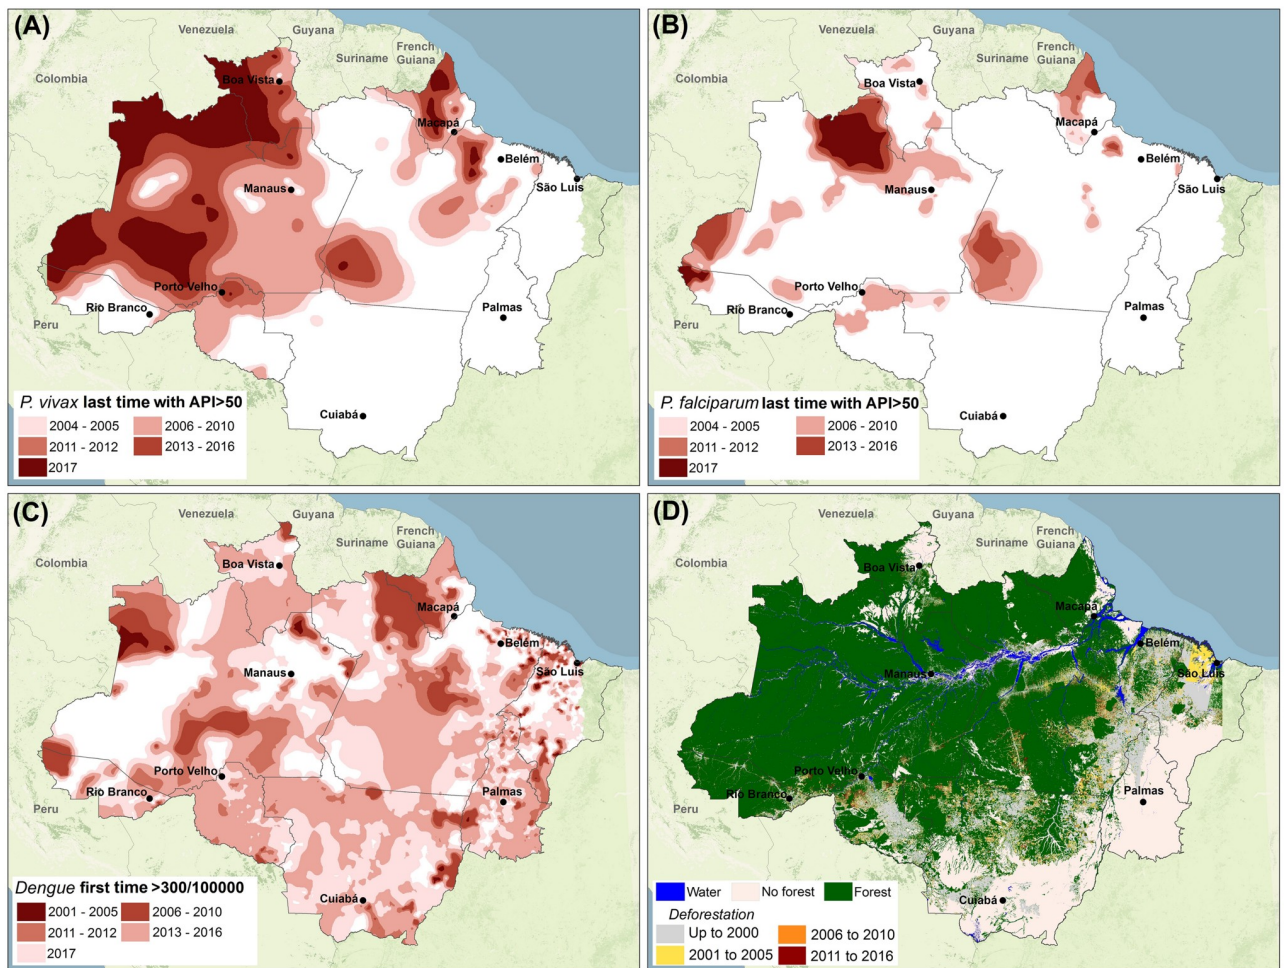 (A)
Venezuela
Guyana
Suriname
French
Guiana
Colombia
Boa Vista
Macapá
Belém
São Luis
Manaus
Porto Velho
Rio Branco
Palmas
Peru
Cuiabá
P. vivax last time with API>50
2004 - 2005
2006 - 2010
2011 - 2012
2013 - 2016
2017
(B)
Venezuela
Guyana
Suriname
French
Guiana
Colombia
Boa Vista
Macapá
Belém
São Luis
Manaus
Porto Velho
Rio Branco
Palmas
Peru
Cuiabá
P. falciparum last time with API>50
2004 - 2005
2006 - 2010
2011 - 2012
2013 - 2016
2017
(C)
Venezuela
Guyana
Suriname
French
Guiana
Colombia
Boa Vista
Macapá
Belém
São Luis
Manaus
Porto Velho
Rio Branco
Palmas
Peru
Cuiabá
Dengue first time >300/100000
2001 - 2005
2006 - 2010
2011 - 2012
2013 - 2016
2017
(D)
Venezuela
Guyana
Suriname
French
Guiana
Colombia
Boa Vista
Macapá
Belém
São Luis
Manaus
Porto Velho
Rio Branco
Palmas
Peru
Cuiabá
Water
No forest
Forest
Deforestation
Up to 2000
2006 to 2010
2001 to 2005
2011 to 2016